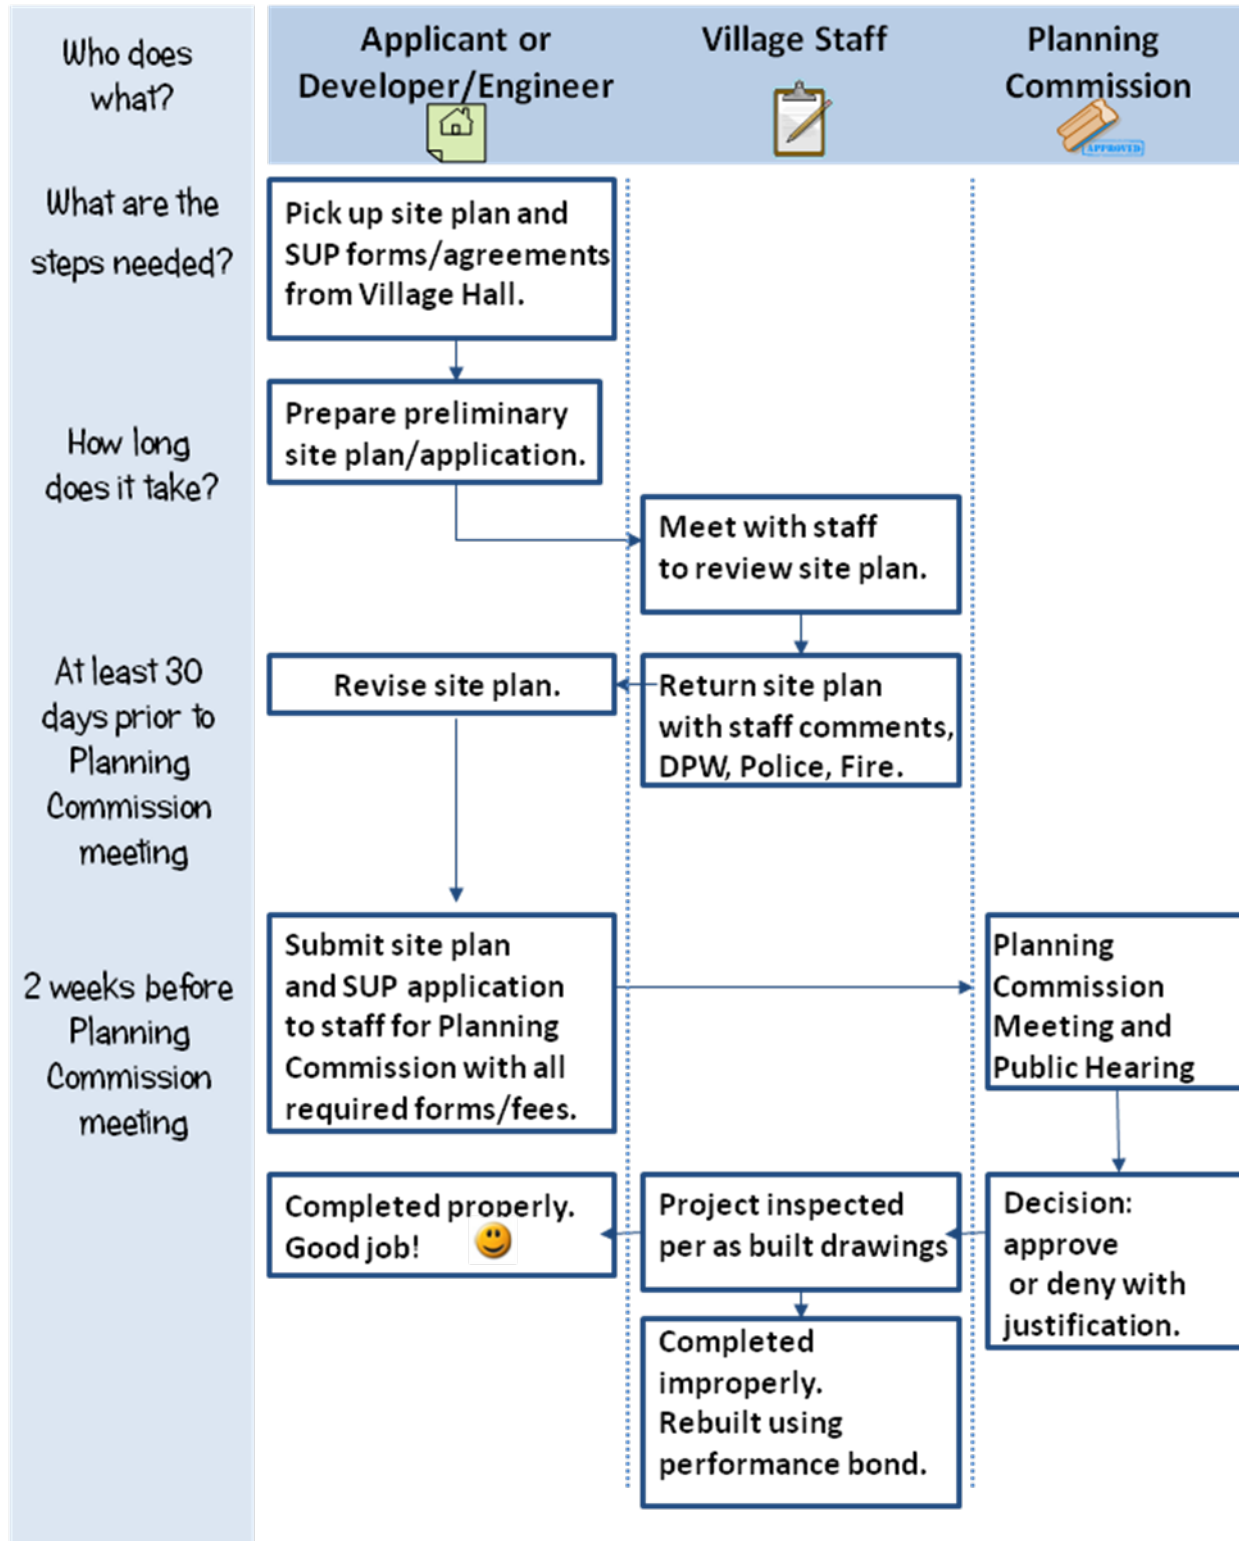 Who does
what?
Applicant or
Developer/Engineer
Village Staff
Planning
Commission
APPROVED
What are the
steps needed?
Pick up site plan and
SUP forms/agreements
from Village Hall.
How long
does it take?
Prepare preliminary
site plan/application.
Meet with staff
to review site plan.
At least 30
days prior to
Planning
Commission
meeting
Revise site plan.
Return site plan
with staff comments,
DPW, Police, Fire.
2 weeks before
Planning
Commission
meeting
Submit site plan
and SUP application
to staff for Planning
Commission with all
required forms/fees.
Planning
Commission
Meeting and
Public Hearing
Completed properly.
Good job!
Project inspected
per as built drawings
Decision:
approve
or deny with
justification.
Completed
improperly.
Rebuilt using
performance bond.